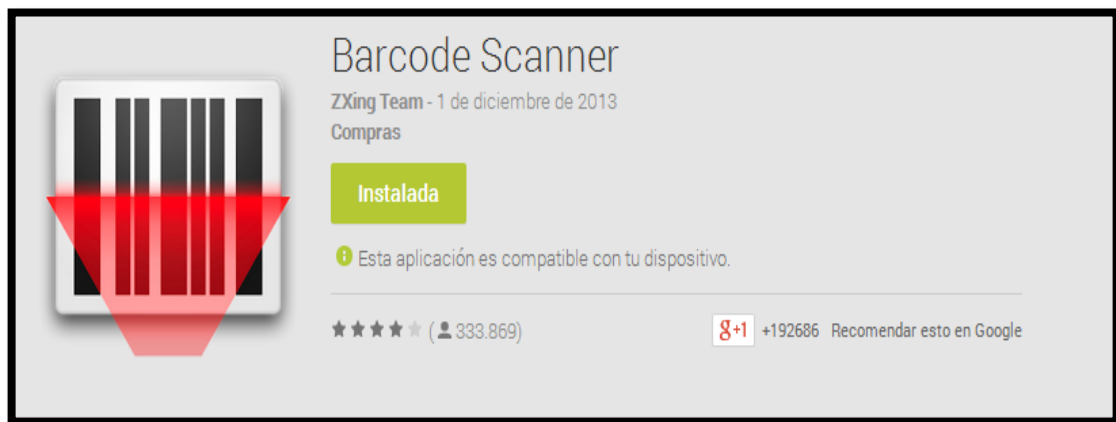 Barcode Scanner
ZXing Team - 1 de diciembre de 2013
Compras
Instalada
Esta aplicación es compatible con tu dispositivo.
(333.869)
g+1 +192686 Recomendar esto en Google